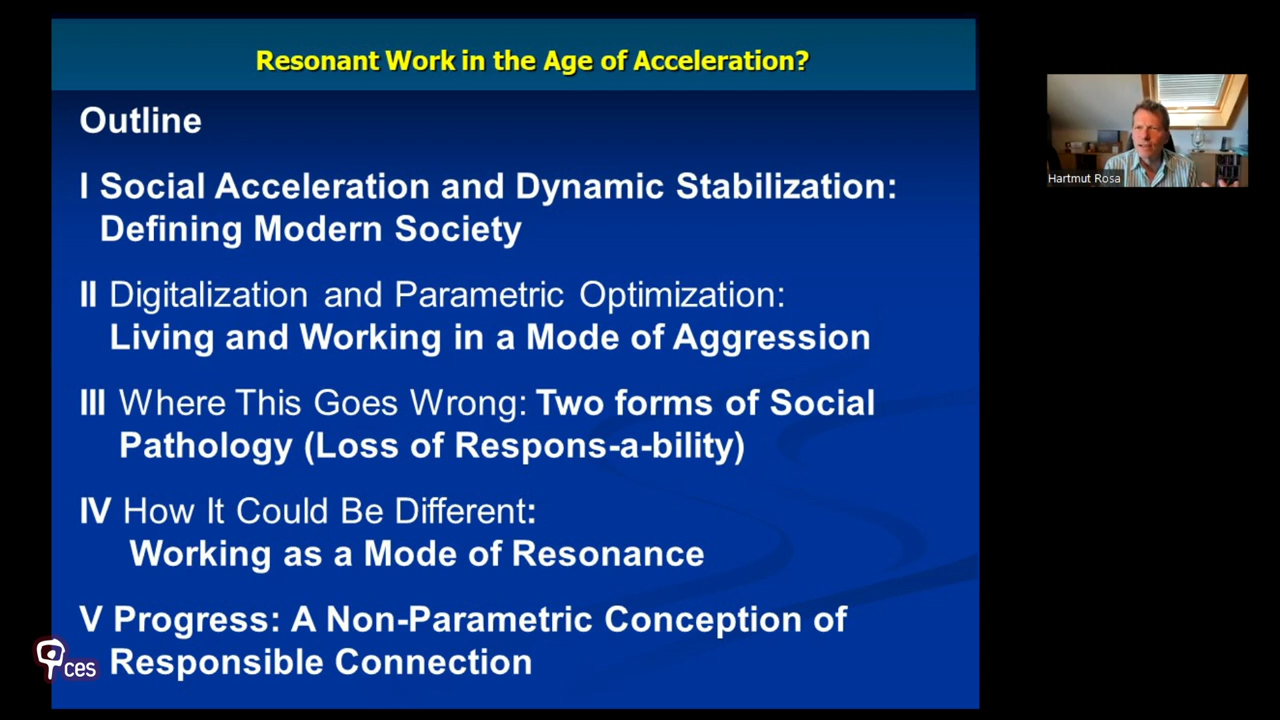 Resonant Work in the Age of Acceleration?
Outline
I Social Acceleration and Dynamic Stabilization:
Defining Modern Society
II Digitalization and Parametric Optimization:
Living and Working in a Mode of Aggression
III Where This Goes Wrong: Two forms of Social
Pathology (Loss of Respons-a-bility)
IV How It Could Be Different:
Working as a Mode of Resonance
V Progress: A Non-Parametric Conception of
Responsible Connection
ces
Hartmut Rosa